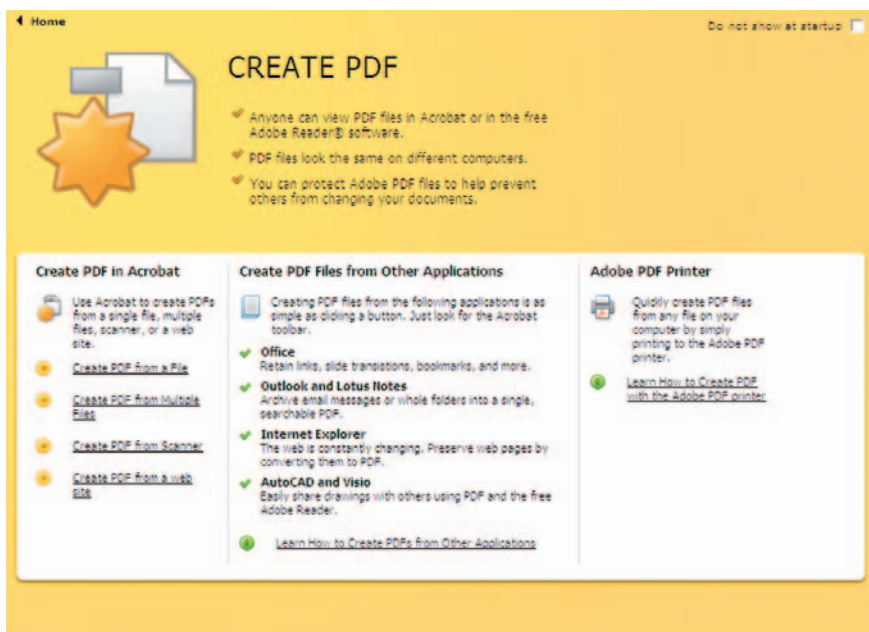 Home
Do not show at startup
CREATE PDF
Anyone can view PDF files in Acrobat or in the free
Adobe Reader® software.
PDF files look the same on different computers.
You can protect Adobe PDF files to help prevent
others from changing your documents.
Create PDF in Acrobat
Use Acrobat to create PDFs
from a single file, multiple
files, scanner, or a web
site.
Create PDF from a File
Create PDF from Multiple
Files
Create PDF from Scanner
Create PDF from a web
site
Create PDF Files from Other Applications
Creating PDF files from the following applications is as
simple as clicking a button. Just look for the Acrobat
toolbar.
Office
Retain links, slide transistions, bookmarks, and more.
Outlook and Lotus Notes
Archive email messages or whole folders into a single,
searchable PDF.
Internet Explorer
The web is constantly changing. Preserve web pages by
converting them to PDF.
AutoCAD and Visio
Easily share drawings with others using PDF and the free
Adobe Reader.
Learn How to Create PDFs from Other Applications
Adobe PDF Printer
Quickly create PDF files
from any file on your
computer by simply
printing to the Adobe PDF
printer.
Learn How to Create PDF
with the Adobe PDF printer